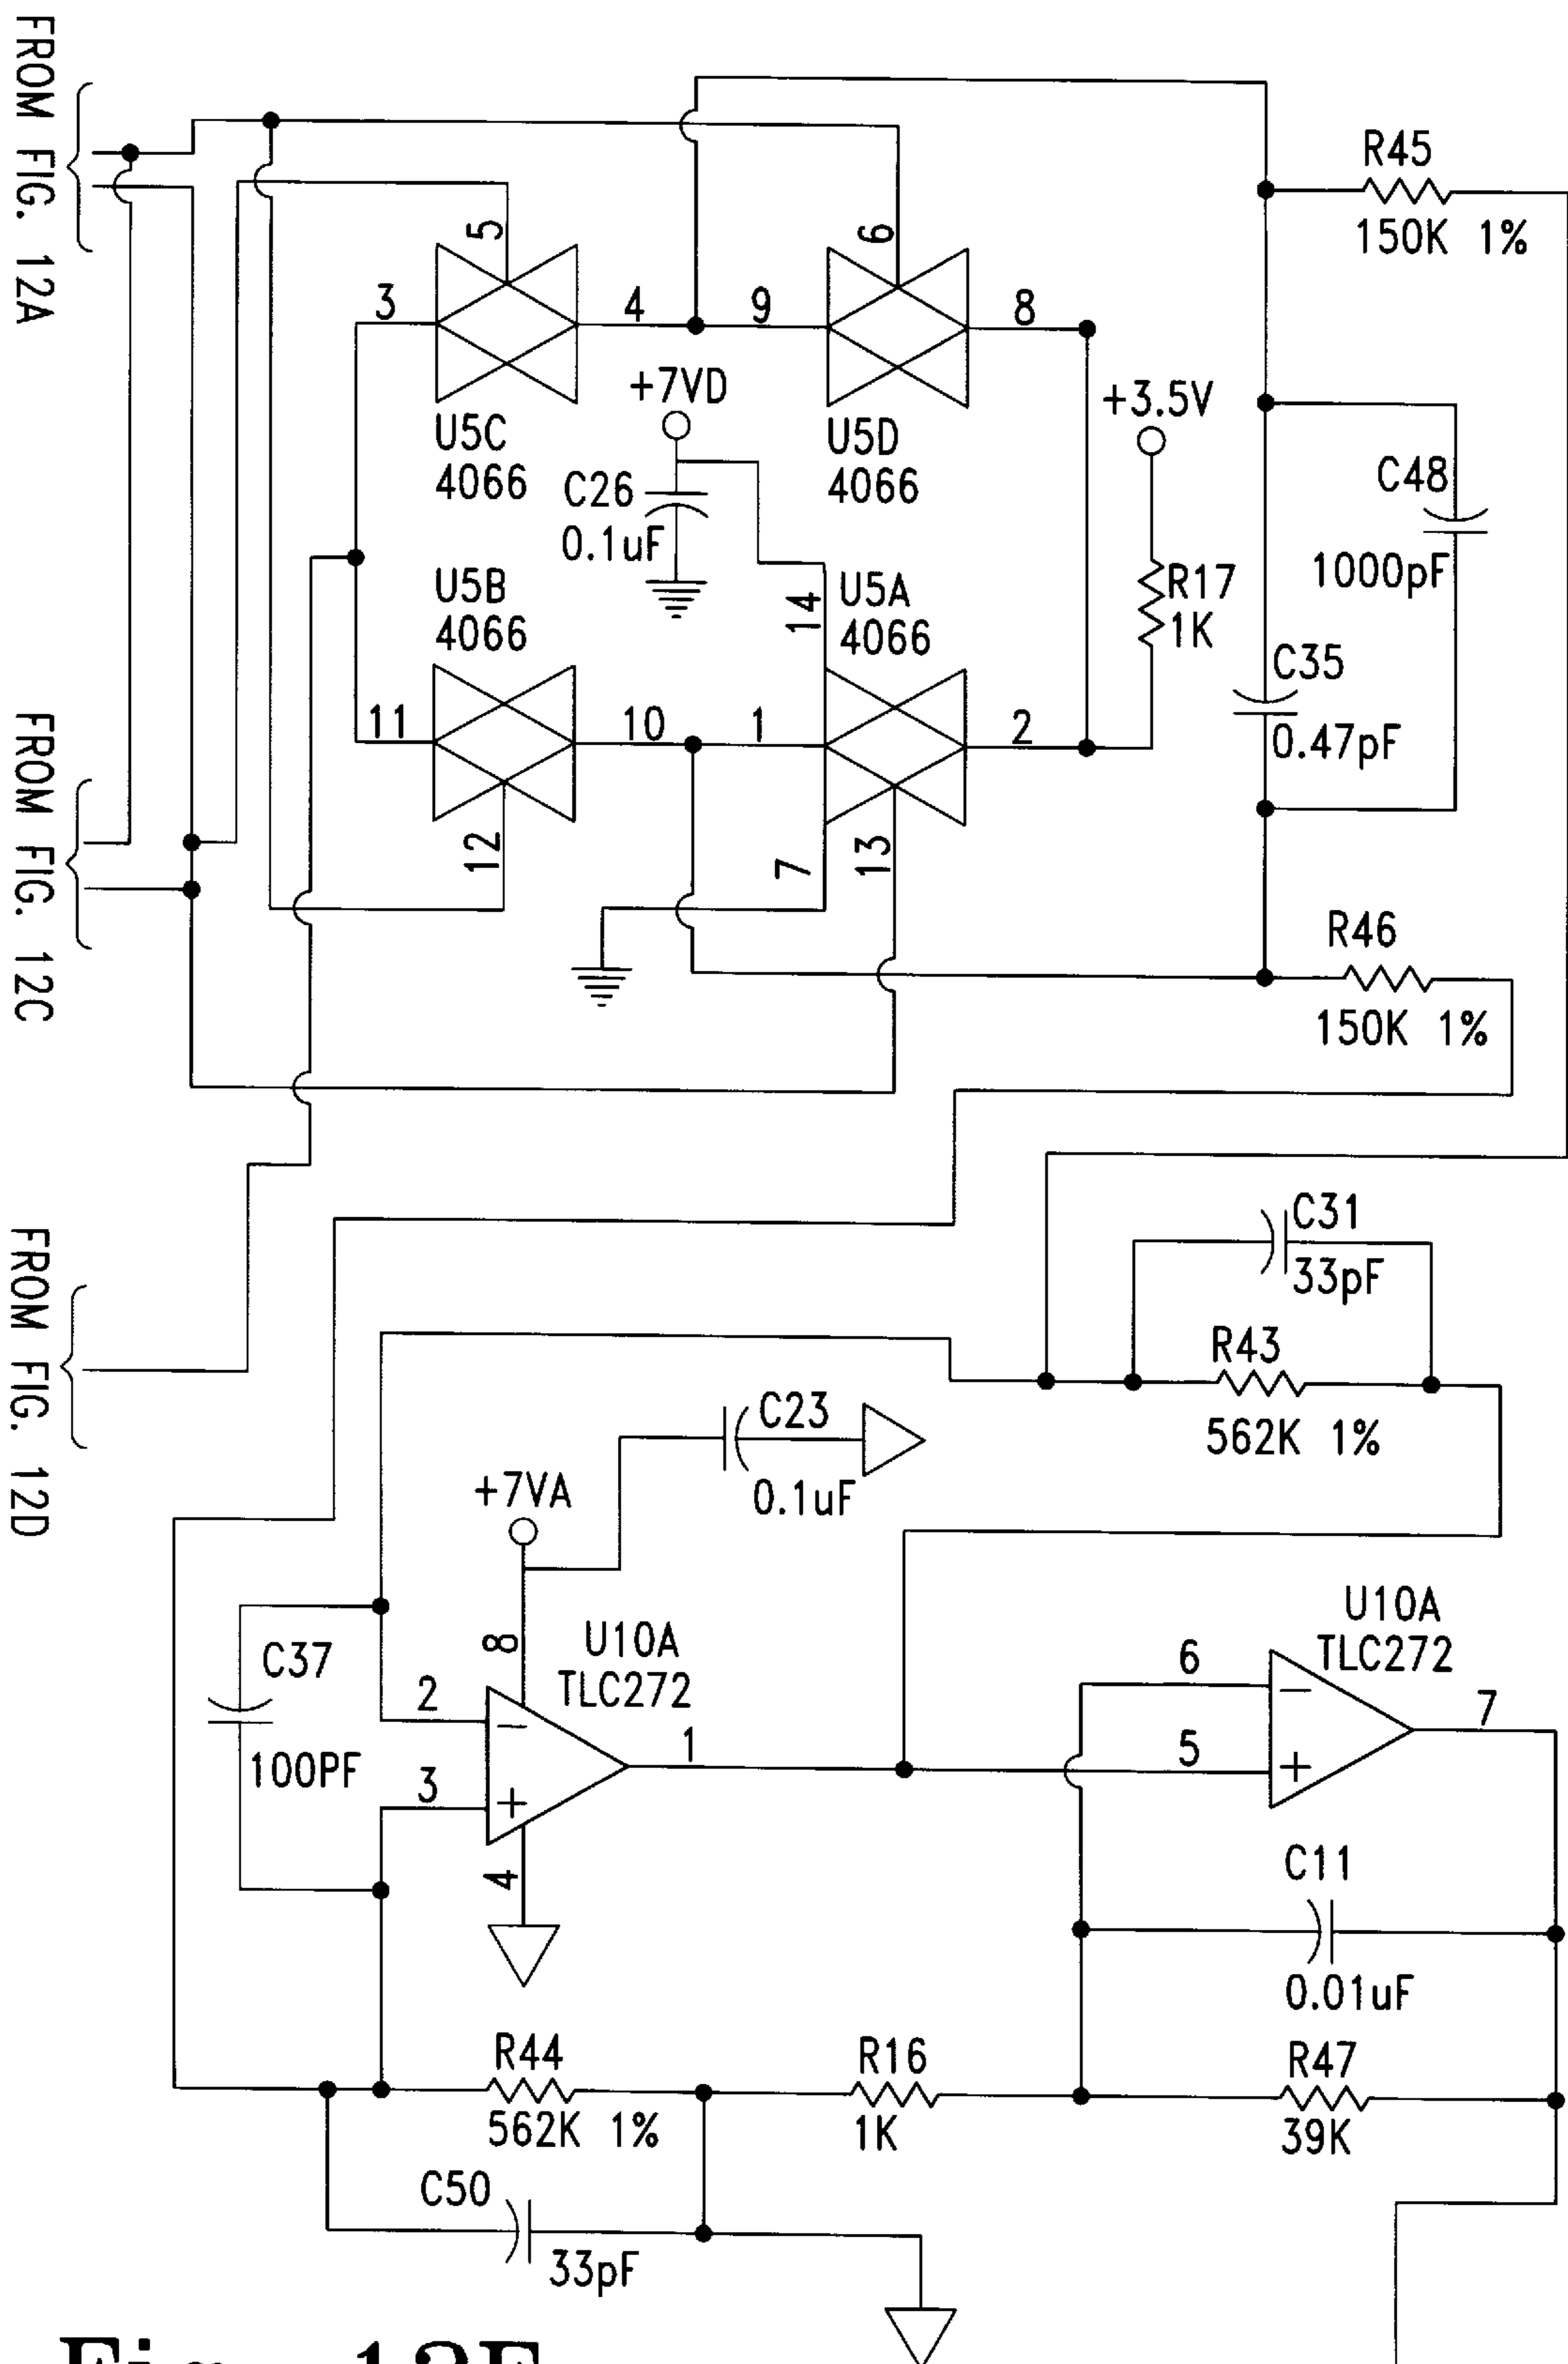 FROM FIG. 12A
R45
150K 1%
5
6
3
4
9
8
+7VD
+3.5V
U5C
4066
U5D
4066
C26
0.1uF
C48
1000pF
U5B
4066
14
U5A
4066
R17
1K
C35
0.47pF
11
10
1
2
FROM FIG. 12C
12
7
13
R46
150K 1%
FROM FIG. 12D
C31
33pF
R43
562K 1%
C23
0.1uF
+7VA
8
U10A
TLC272
U10A
TLC272
C37
100PF
2
-
3
+
1
4
6
-
5
+
7
C11
0.01uF
R44
562K 1%
R16
1K
R47
39K
C50
33pF